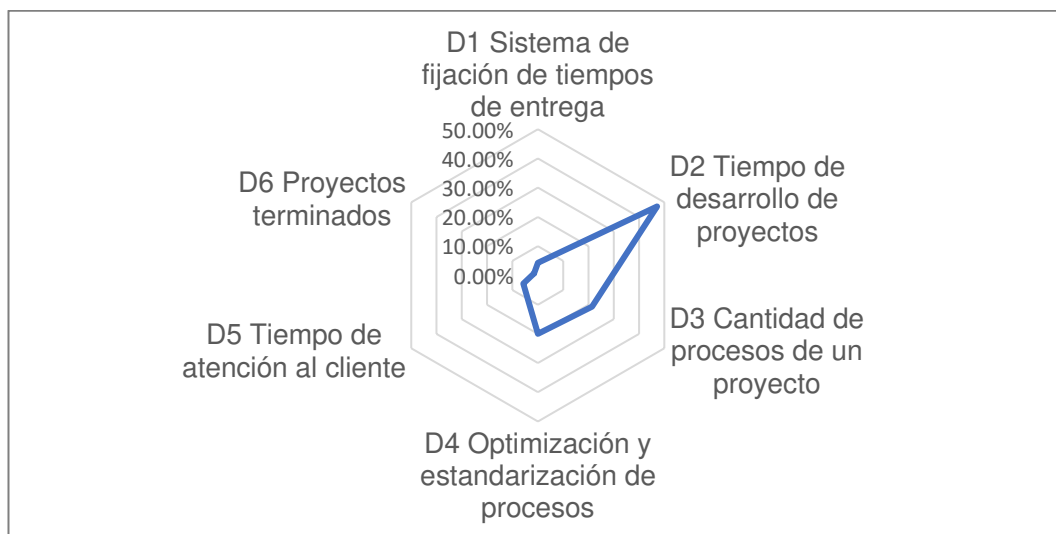 D1 Sistema de
fijación de tiempos
de entrega
50.00%
40.00%
30.00%
20.00%
10.00%
0.00%
D2 Tiempo de
desarrollo de
proyectos
D3 Cantidad de
procesos de un
proyecto
D4 Optimización y
estandarización de
procesos
D5 Tiempo de
atención al cliente
D6 Proyectos
terminados